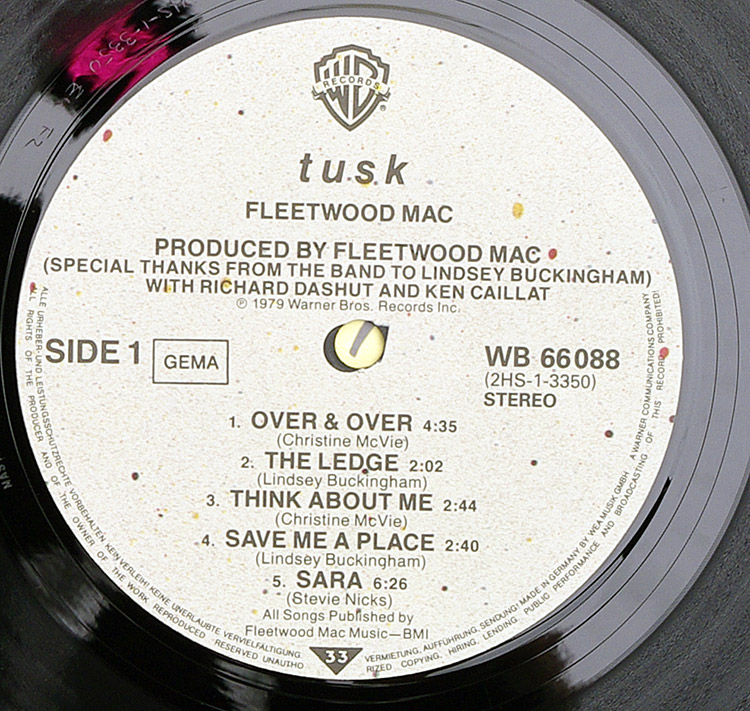 RECORDS
tusk
FLEETWOOD MAC
PRODUCED BY FLEETWOOD MAC
(SPECIAL THANKS FROM THE BAND TO LINDSEY BUCKINGHAM)
WITH RICHARD DASHUT AND KEN CAILLAT
℗ 1979 Warner Bros. Records Inc.
SIDE 1
GEMA
WB 66 088
(2HS-1-3350)
STEREO
1. OVER & OVER 4:35
(Christine McVie)
2. THE LEDGE 2:02
(Lindsey Buckingham)
3. THINK ABOUT ME 2:44
(Christine McVie)
4. SAVE ME A PLACE 2:40
(Lindsey Buckingham)
5. SARA 6:26
(Stevie Nicks)
All Songs Published by
Fleetwood Mac Music—BMI
33
ALLE URHEBER- UND LEISTUNGSSCHUTZRECHTE VORBEHALTEN KEIN VERLEIH! KEINE UNERLAUBTE VERVIELFÄLTIGUNG, VERMIETUNG, AUFFÜHRUNG, SENDUNG! MADE IN GERMANY BY WEA MUSIK GMBH A WARNER COMMUNICATIONS COMPANY
ALL RIGHTS OF THE PRODUCER AND OF THE OWNER OF THE WORK REPRODUCED RESERVED UNAUTHO RIZED COPYING, HIRING, LENDING PUBLIC PERFORMANCE AND BROADCASTING OF THIS RECORD PROHIBITED!